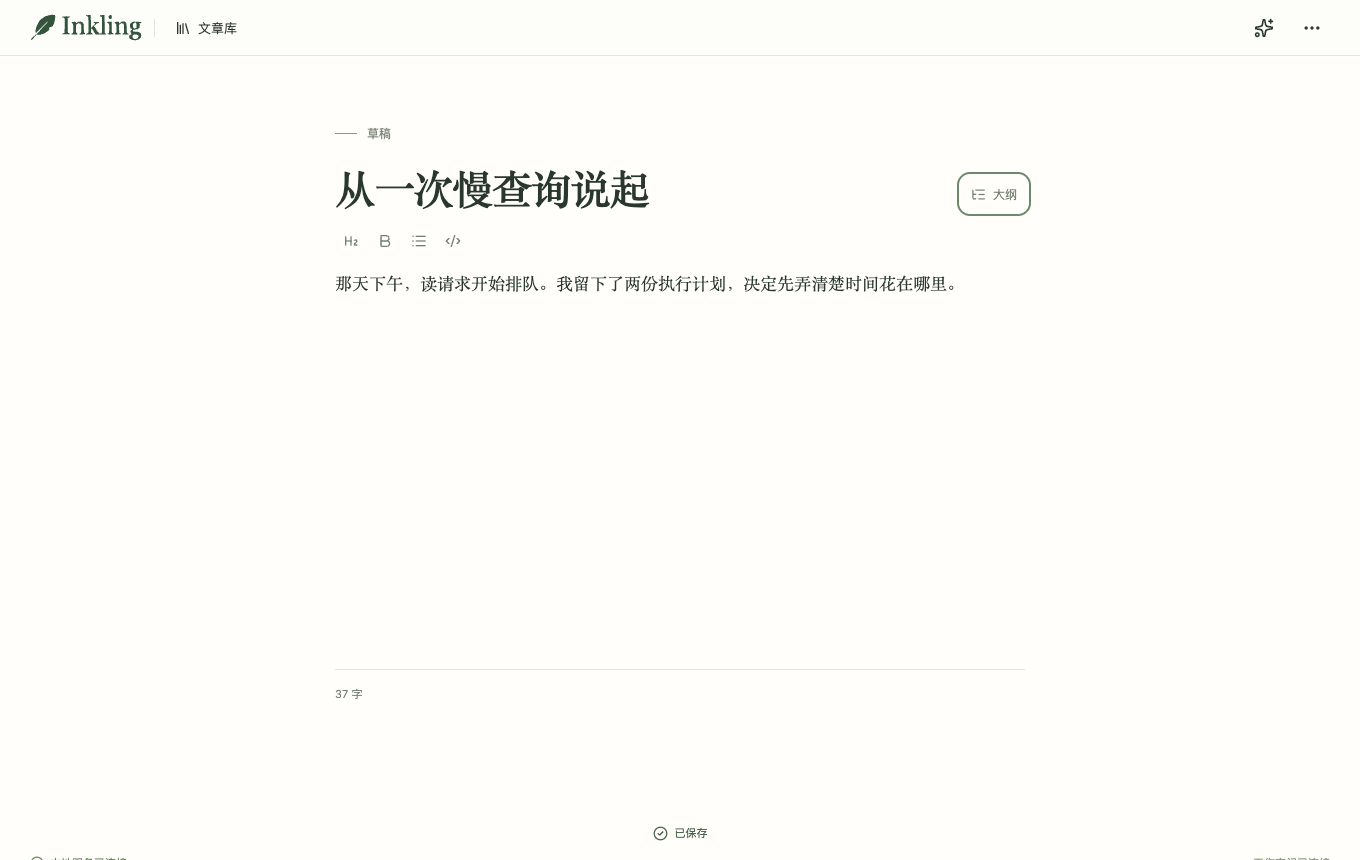 Inkling
文章库
草稿
从一次慢查询说起
大纲
H2 B </>
那天下午，读请求开始排队。我留下了两份执行计划，决定先弄清楚时间花在哪里。
37 字
已保存